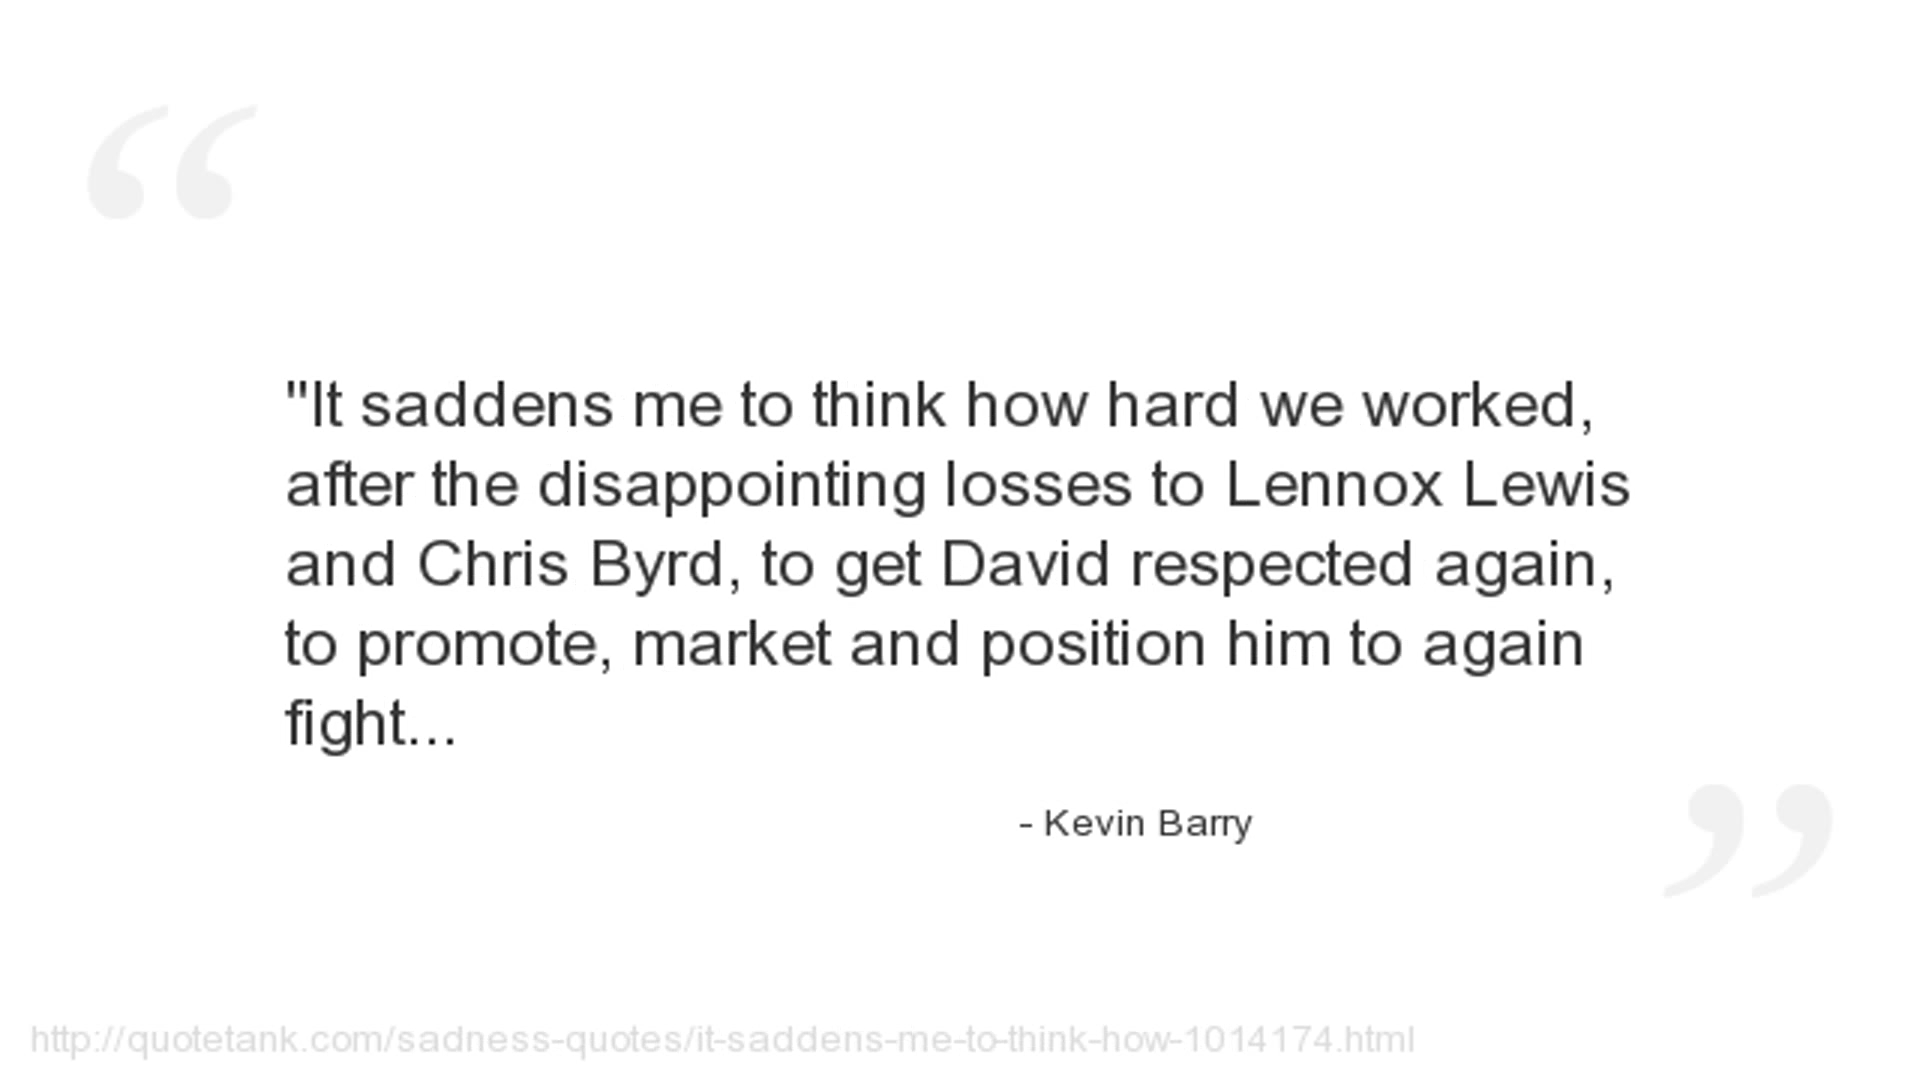 "It saddens me to think how hard we worked,
after the disappointing losses to Lennox Lewis
and Chris Byrd, to get David respected again,
to promote, market and position him to again
fight...
- Kevin Barry
http://quotetank.com/sadness-quotes/it-saddens-me-to-think-how-1014174.html